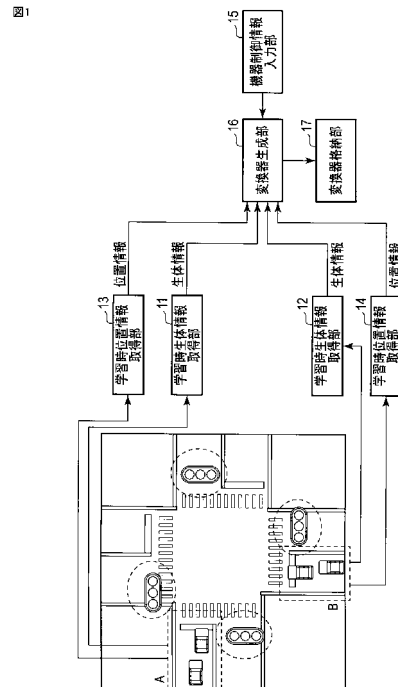 図1
15
機器制御情報
入力部
16
変換器生成部
17
変換器格納部
位置情報
生体情報
生体情報
位置情報
13
学習時位置情報
取得部
11
学習時生体情報
取得部
12
学習時生体情報
取得部
14
学習時位置情報
取得部
A
B